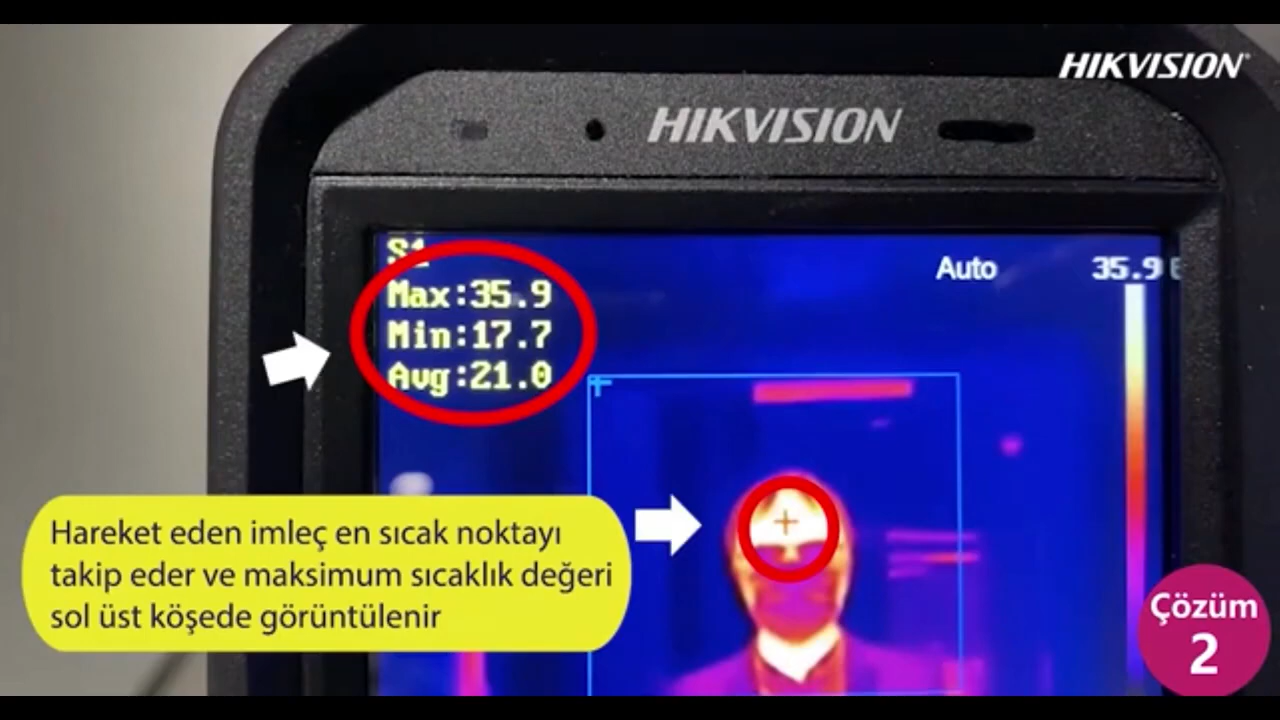 HIKVISION
HIKVISION
S1
Max:35.9
Min:17.7
Avg:21.0
Auto
35.9
Hareket eden imleç en sıcak noktayı
takip eder ve maksimum sıcaklık değeri
sol üst köşede görüntülenir
Çözüm
2